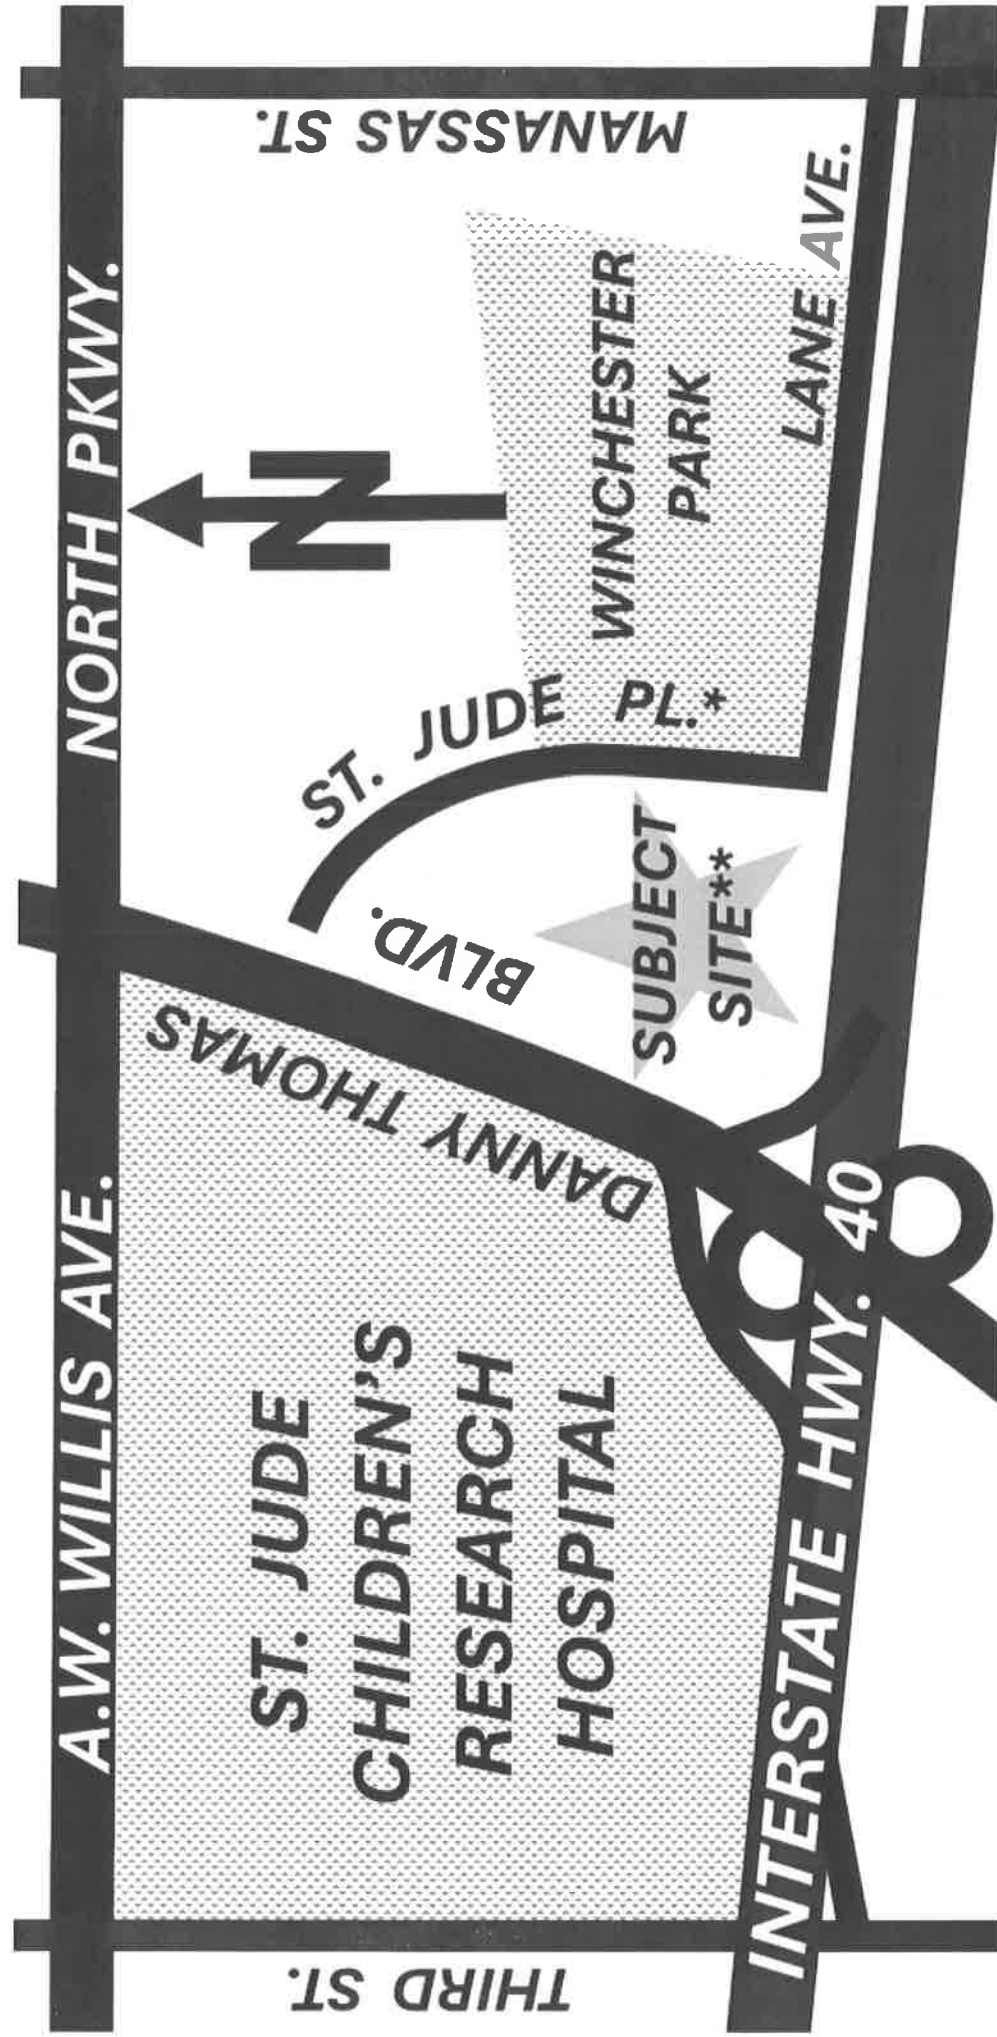 A.W. WILLIS AVE.
NORTH PKWY.
THIRD ST.
ST. JUDE
CHILDREN'S
RESEARCH
HOSPITAL
DANNY THOMAS BLVD.
ST. JUDE PL.*
N
MANASSAS ST.
WINCHESTER
PARK
SUBJECT
SITE**
LANE AVE.
INTERSTATE HWY. 40